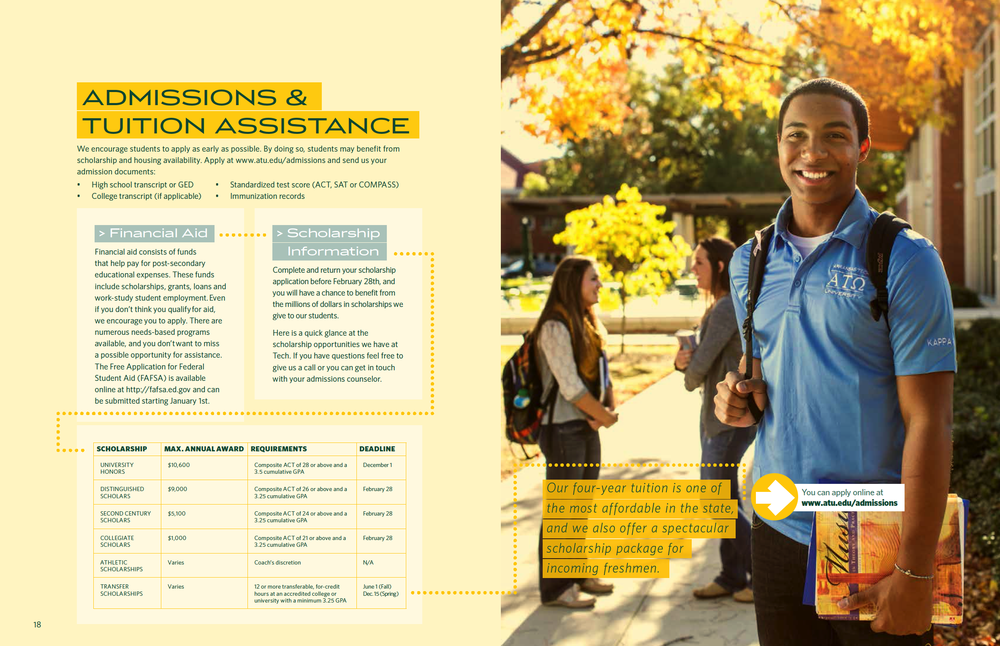 ADMISSIONS &
TUITION ASSISTANCE
We encourage students to apply as early as possible. By doing so, students may benefit from
scholarship and housing availability. Apply at www.atu.edu/admissions and send us your
admission documents:
• High school transcript or GED
• College transcript (if applicable)
• Standardized test score (ACT, SAT or COMPASS)
• Immunization records
> Financial Aid
Financial aid consists of funds
that help pay for post-secondary
educational expenses. These funds
include scholarships, grants, loans and
work-study student employment. Even
if you don't think you qualify for aid,
we encourage you to apply. There are
numerous needs-based programs
available, and you don't want to miss
a possible opportunity for assistance.
The Free Application for Federal
Student Aid (FAFSA) is available
online at http://fafsa.ed.gov and can
be submitted starting January 1st.
> Scholarship
Information
Complete and return your scholarship
application before February 28th, and
you will have a chance to benefit from
the millions of dollars in scholarships we
give to our students.
Here is a quick glance at the
scholarship opportunities we have at
Tech. If you have questions feel free to
give us a call or you can get in touch
with your admissions counselor.
SCHOLARSHIP MAX. ANNUAL AWARD REQUIREMENTS DEADLINE
UNIVERSITY $10,600 Composite ACT of 28 or above and a December 1
HONORS 3.5 cumulative GPA
DISTINGUISHED $9,000 Composite ACT of 26 or above and a February 28
SCHOLARS 3.25 cumulative GPA
SECOND CENTURY $5,100 Composite ACT of 24 or above and a February 28
SCHOLARS 3.25 cumulative GPA
COLLEGIATE $1,000 Composite ACT of 21 or above and a February 28
SCHOLARS 3.25 cumulative GPA
ATHLETIC Varies Coach's discretion N/A
SCHOLARSHIPS
TRANSFER Varies 12 or more transferable, for-credit June 1 (Fall)
SCHOLARSHIPS hours at an accredited college or Dec. 15 (Spring)
university with a minimum 3.25 GPA
18
ARKANSAS TECH
ΑΤΩ
UNIVERSITY
KAPPA
Our four-year tuition is one of
the most affordable in the state,
and we also offer a spectacular
scholarship package for
incoming freshmen.
You can apply online at
www.atu.edu/admissions
Music
IN THEORY AND PRACT